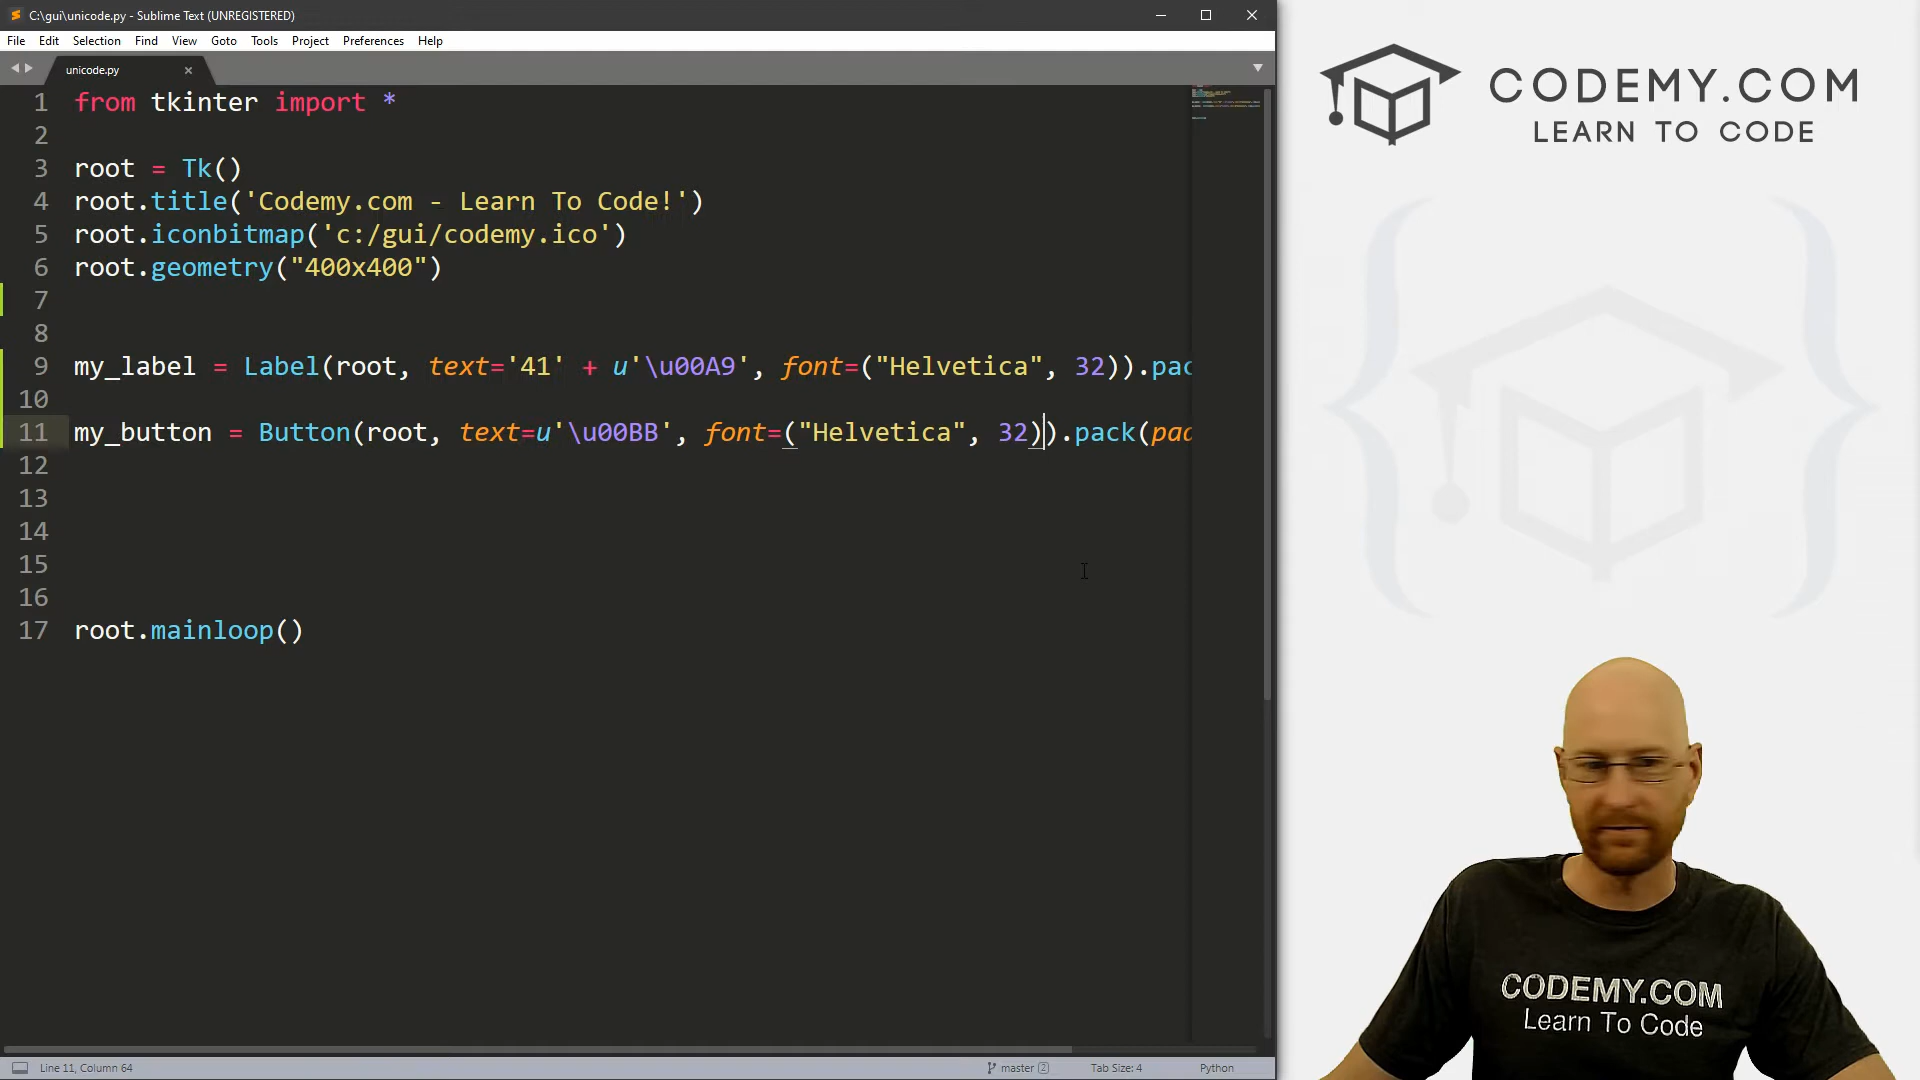 C:\gui\unicode.py - Sublime Text (UNREGISTERED)
File Edit Selection Find View Goto Tools Project Preferences Help
unicode.py
1 from tkinter import *
2
3 root = Tk()
4 root.title('Codemy.com - Learn To Code!')
5 root.iconbitmap('c:/gui/codemy.ico')
6 root.geometry("400x400")
7
8
9 my_label = Label(root, text='41' + u'\u00A9', font=("Helvetica", 32)).pac
10
11 my_button = Button(root, text=u'\u00BB', font=("Helvetica", 32)).pack(pad
12
13
14
15
16
17 root.mainloop()
Line 11, Column 64
master 2
Tab Size: 4
Python
CODEMY.COM
LEARN TO CODE
CODEMY.COM
Learn To Code